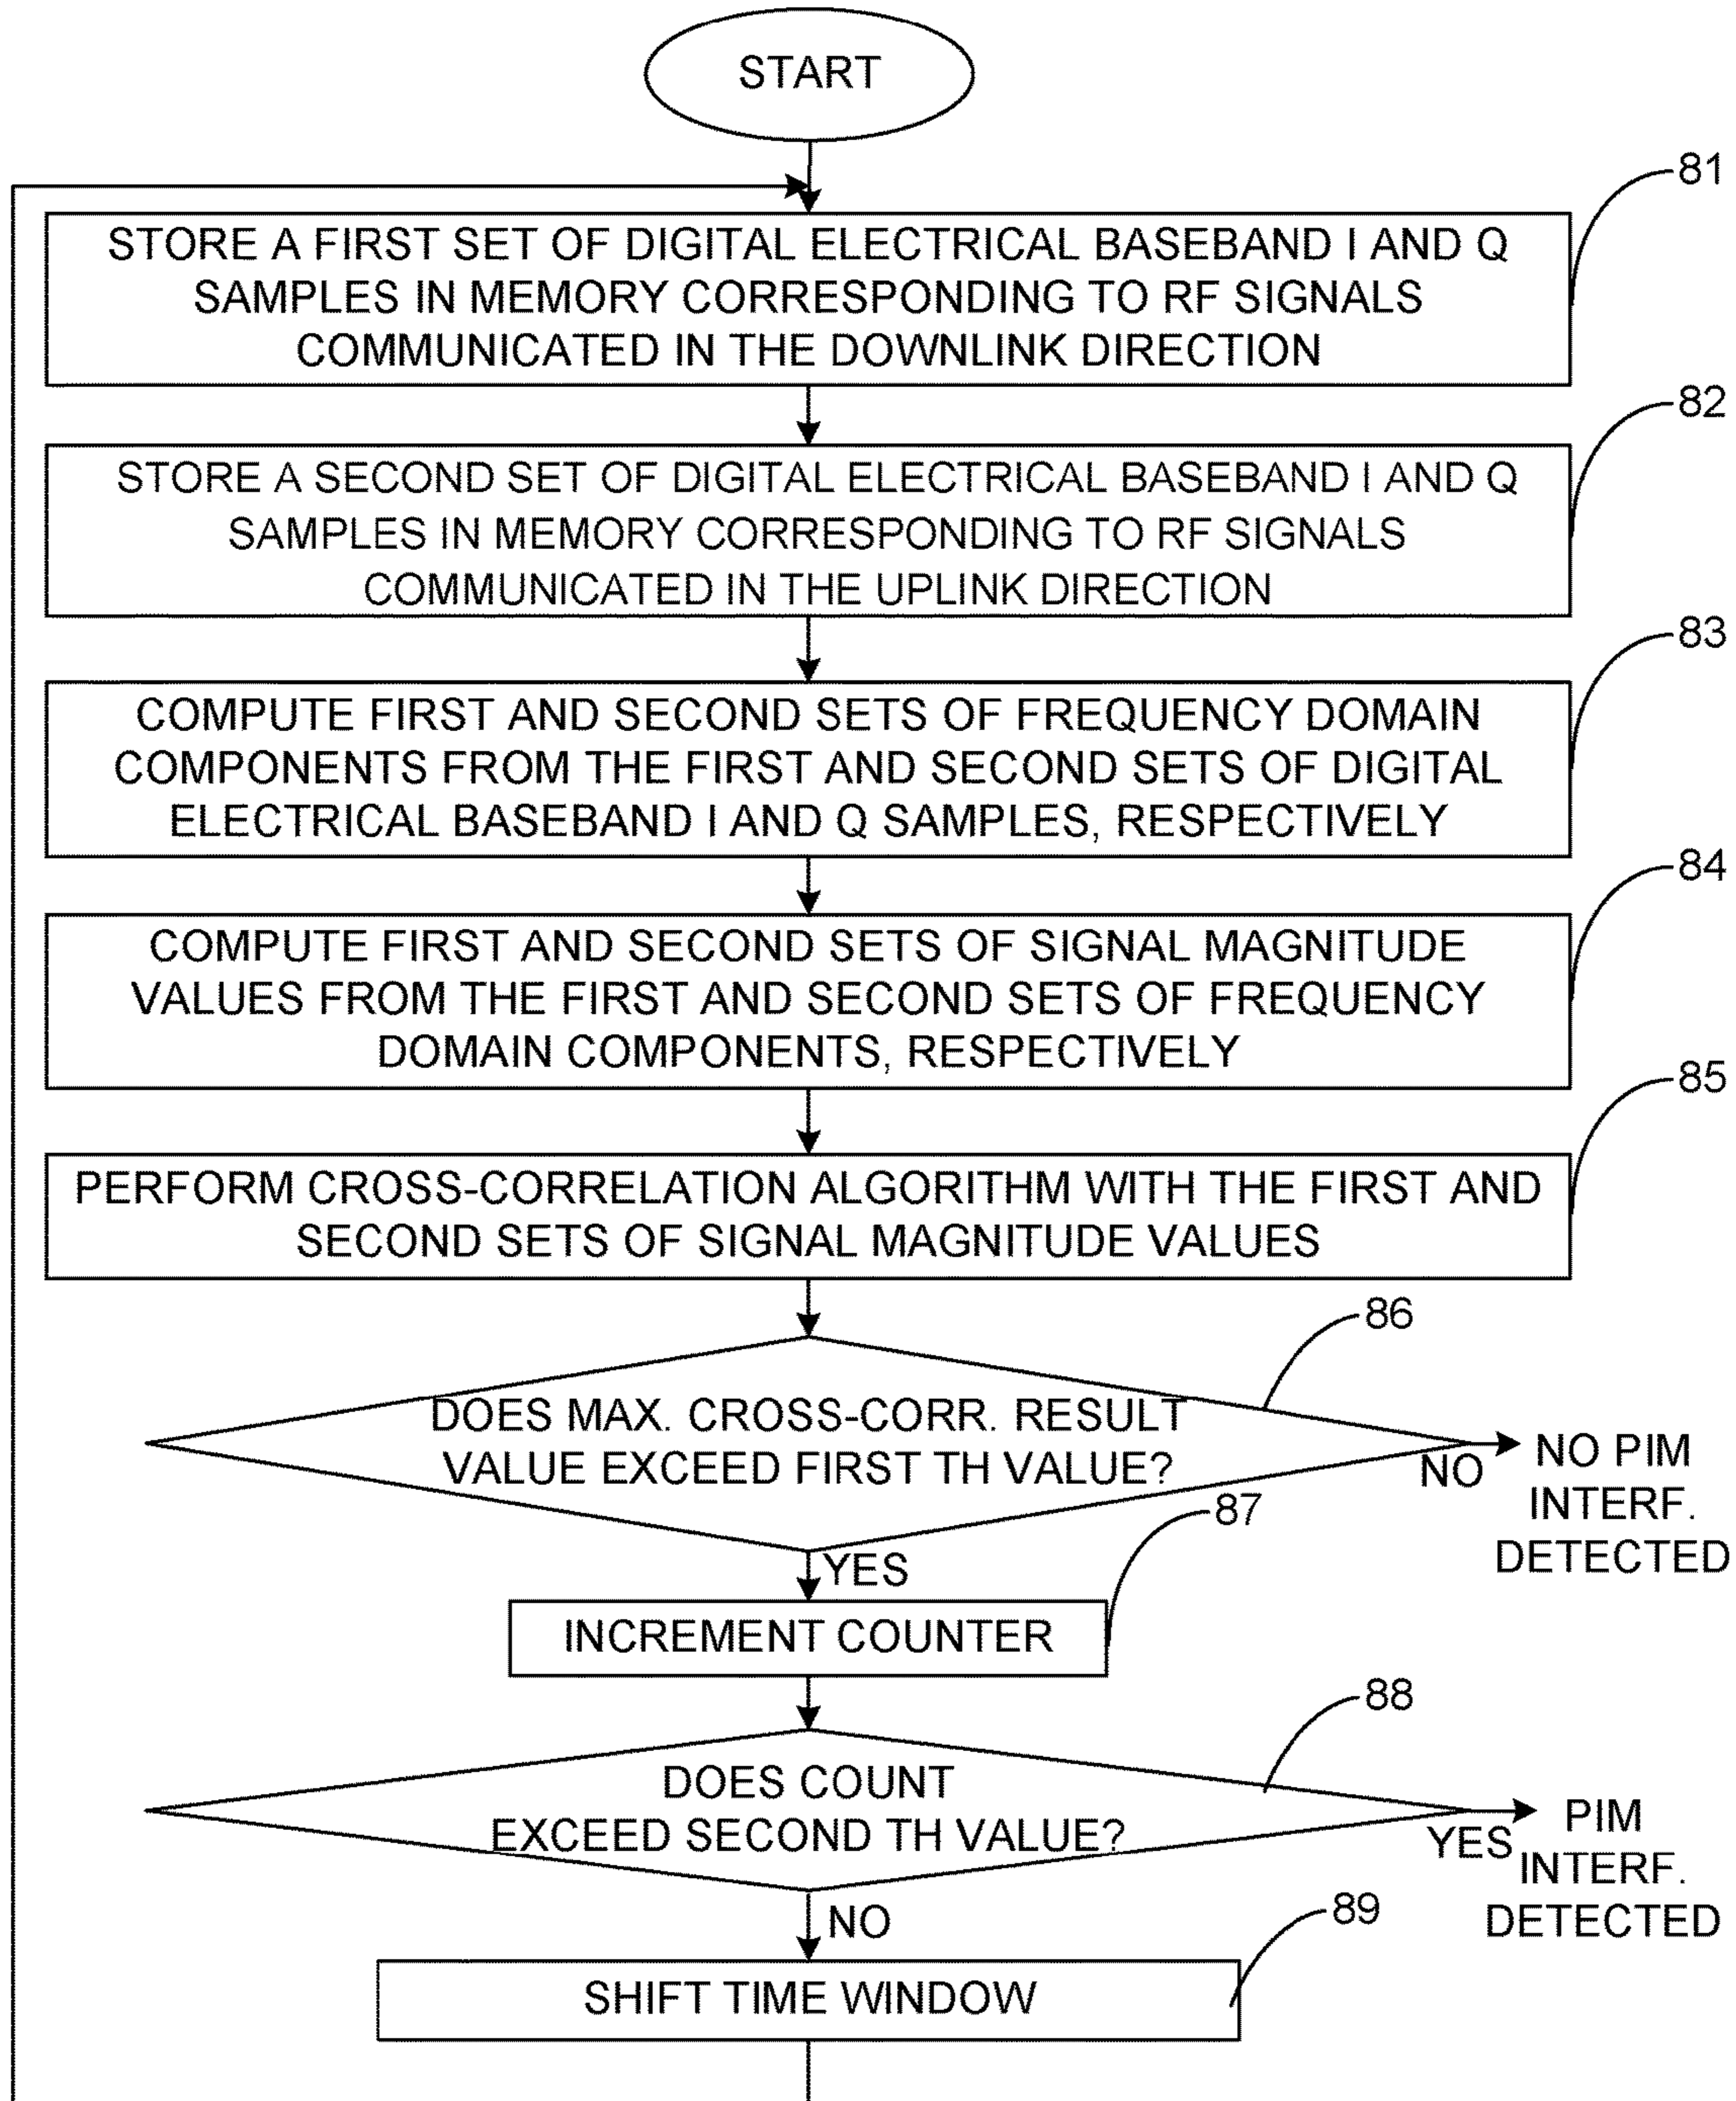 START
81
STORE A FIRST SET OF DIGITAL ELECTRICAL BASEBAND I AND Q
SAMPLES IN MEMORY CORRESPONDING TO RF SIGNALS
COMMUNICATED IN THE DOWNLINK DIRECTION
82
STORE A SECOND SET OF DIGITAL ELECTRICAL BASEBAND I AND Q
SAMPLES IN MEMORY CORRESPONDING TO RF SIGNALS
COMMUNICATED IN THE UPLINK DIRECTION
83
COMPUTE FIRST AND SECOND SETS OF FREQUENCY DOMAIN
COMPONENTS FROM THE FIRST AND SECOND SETS OF DIGITAL
ELECTRICAL BASEBAND I AND Q SAMPLES, RESPECTIVELY
84
COMPUTE FIRST AND SECOND SETS OF SIGNAL MAGNITUDE
VALUES FROM THE FIRST AND SECOND SETS OF FREQUENCY
DOMAIN COMPONENTS, RESPECTIVELY
85
PERFORM CROSS-CORRELATION ALGORITHM WITH THE FIRST AND
SECOND SETS OF SIGNAL MAGNITUDE VALUES
86
DOES MAX. CROSS-CORR. RESULT
VALUE EXCEED FIRST TH VALUE?
NO
NO PIM
INTERF.
DETECTED
YES
87
INCREMENT COUNTER
88
DOES COUNT
EXCEED SECOND TH VALUE?
YES
PIM
INTERF.
DETECTED
NO
89
SHIFT TIME WINDOW